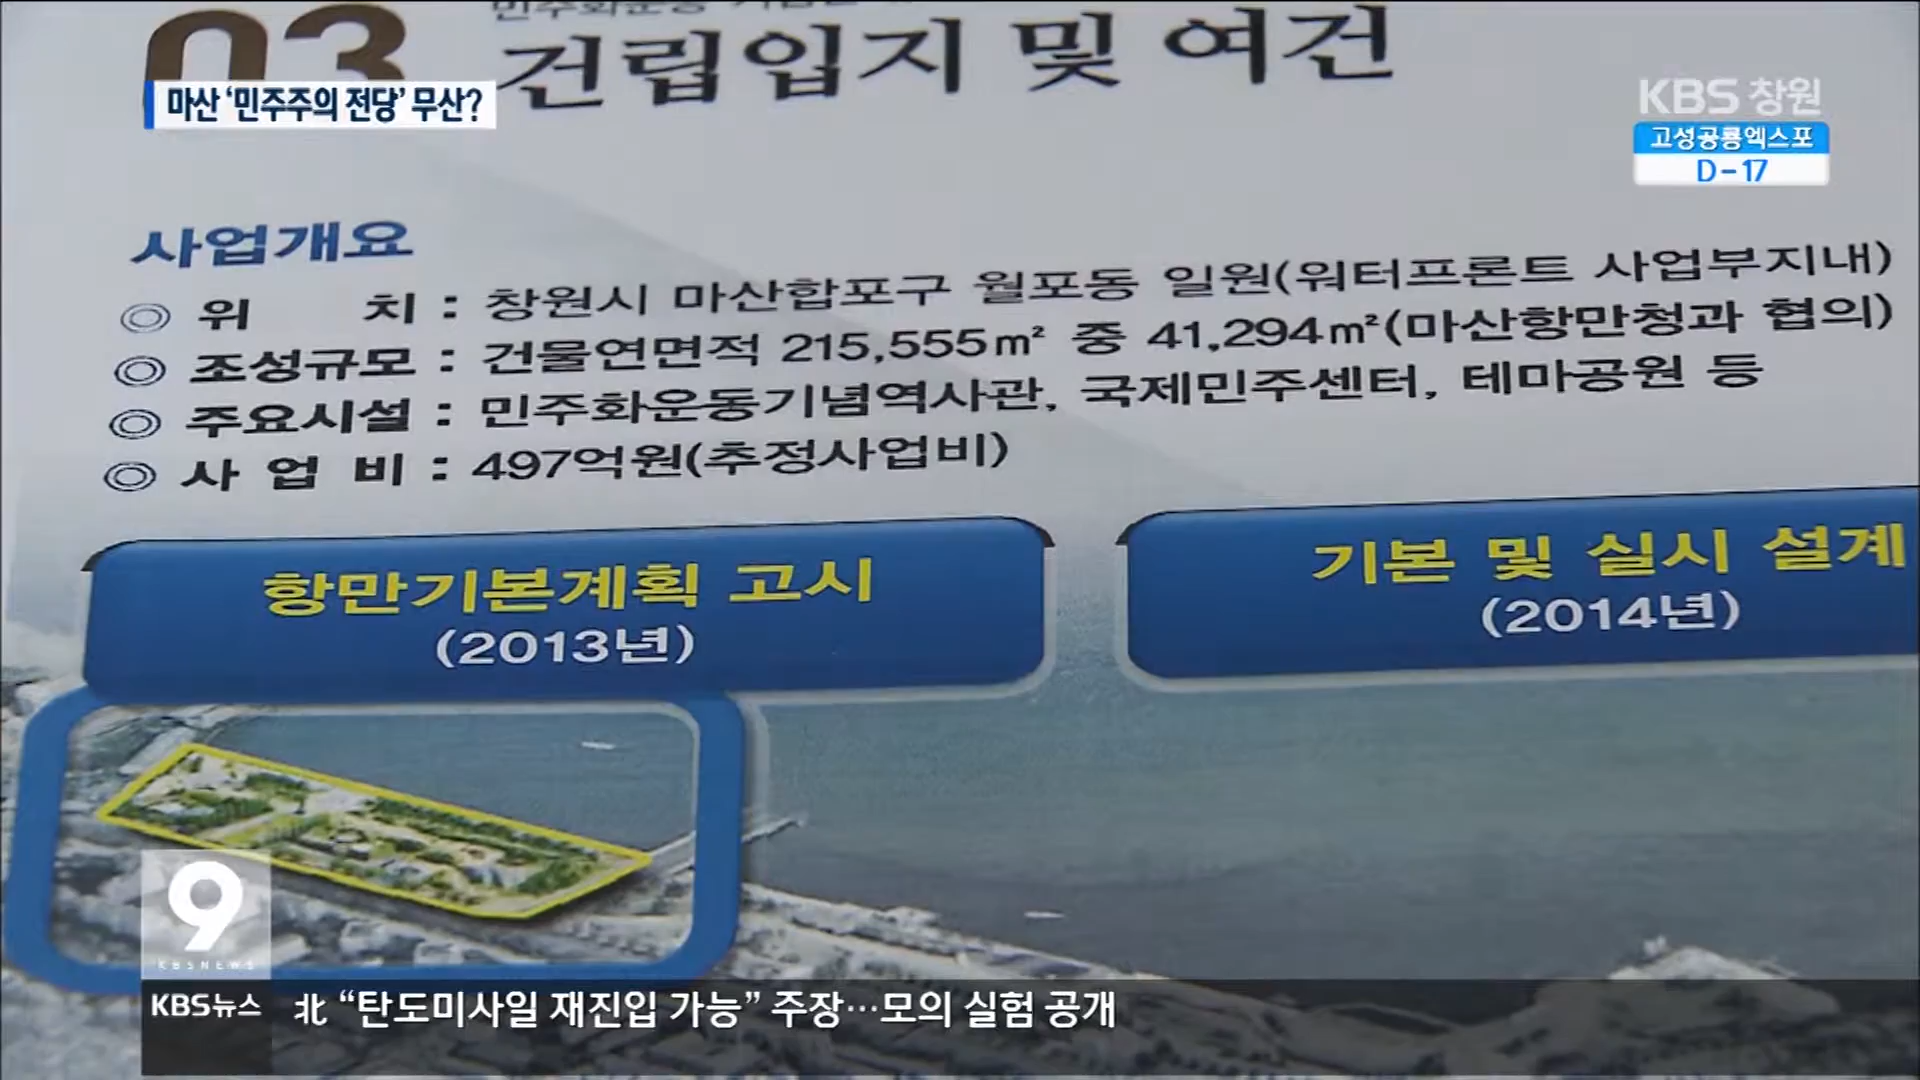 03
건립입지 및 여건
마산 ‘민주주의 전당’ 무산?
KBS 창원
고성공룡엑스포
D-17
사업개요
◎ 위 치 : 창원시 마산합포구 월포동 일원(워터프론트 사업부지내)
◎ 조성규모 : 건물연면적 215,555㎡ 중 41,294㎡(마산항만청과 협의)
◎ 주요시설 : 민주화운동기념역사관, 국제민주센터, 테마공원 등
◎ 사 업 비 : 497억원(추정사업비)
항만기본계획 고시
(2013년)
기본 및 실시 설계
(2014년)
9
KBS NEWS
KBS뉴스 北 “탄도미사일 재진입 가능” 주장…모의 실험 공개